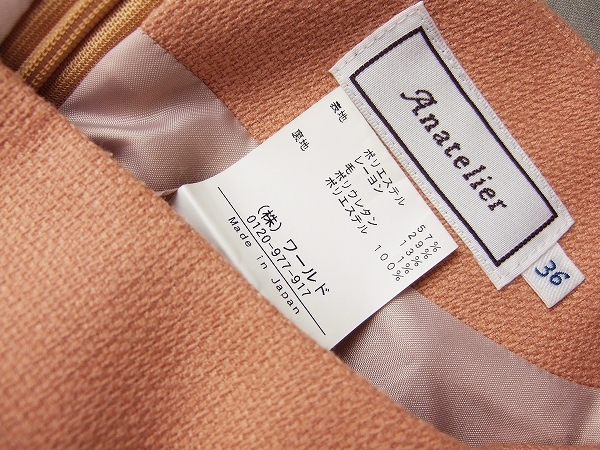 Anatelier
36
表地 ポリエステル 57%
レーヨン 29%
毛 13%
ポリウレタン 1%
裏地 ポリエステル 100%
(株) ワールド
0120-977-917
Made in Japan